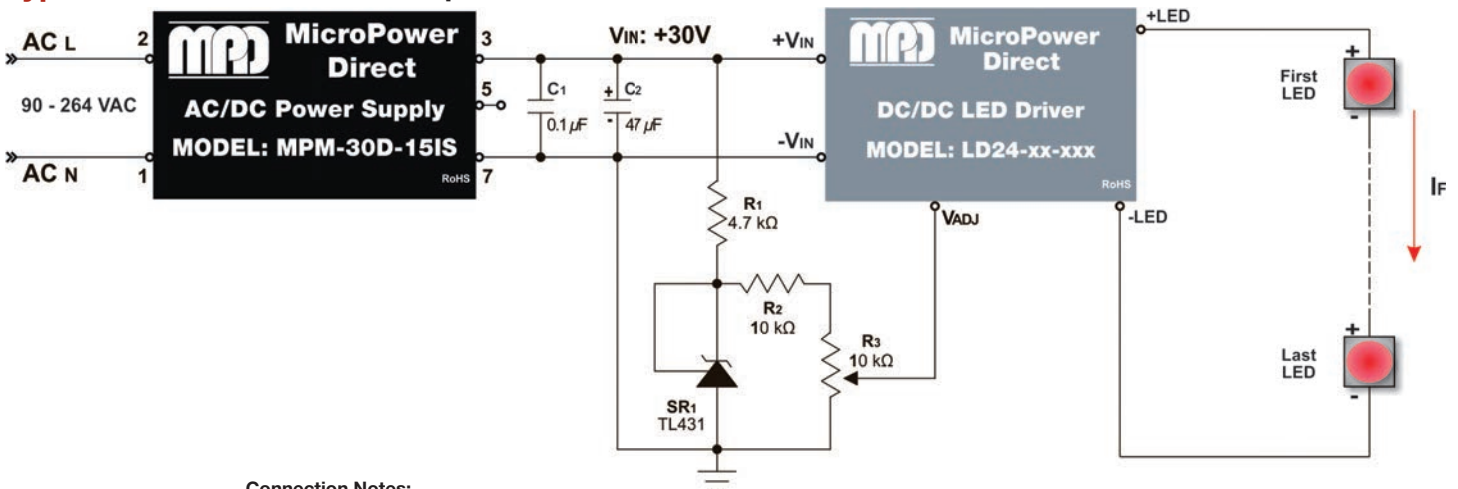 AC L
2
90 - 264 VAC
AC N
1
MPD
MicroPower
Direct
AC/DC Power Supply
MODEL: MPM-30D-15IS
RoHS
3
5
7
VIN: +30V
C1
0.1 µF
+
C2
-
47 µF
+VIN
-VIN
R1
4.7 kΩ
R2
10 kΩ
R3
10 kΩ
SR1
TL431
MPD
MicroPower
Direct
DC/DC LED Driver
MODEL: LD24-xx-xxx
RoHS
VADJ
+LED
-LED
First
LED
+
-
IF
Last
LED
+
-
Connection Notes: